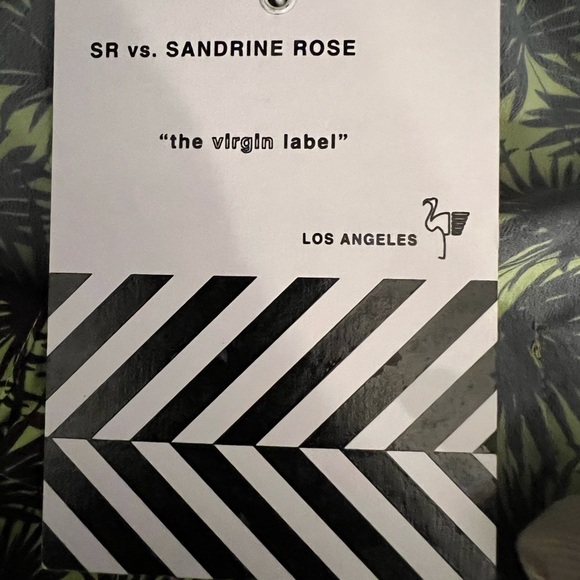 SR vs. SANDRINE ROSE
“the virgin label”
LOS ANGELES